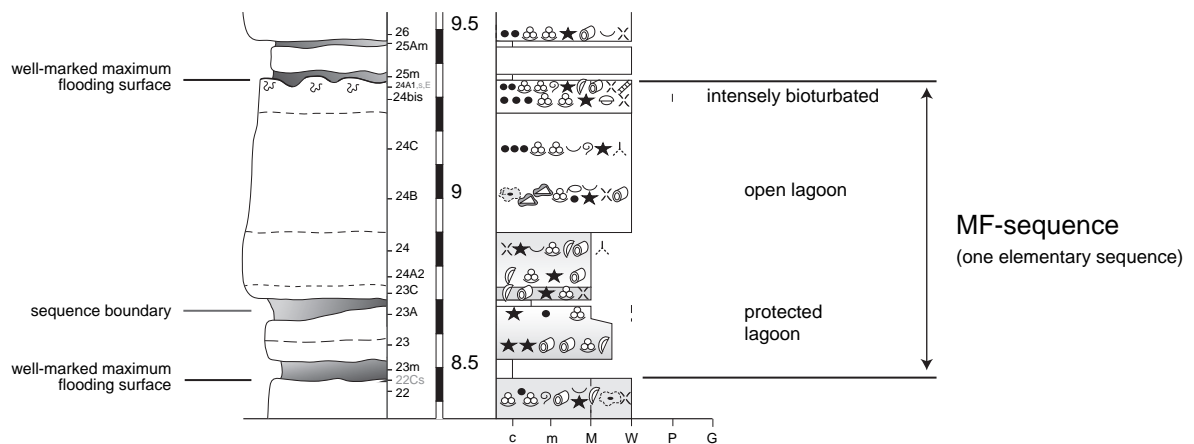 9.5
26
25Am
well-marked maximum
flooding surface
25m
24A1,s,E
24bis
intensely bioturbated
24C
9
24B
open lagoon
MF-sequence
(one elementary sequence)
24
24A2
23C
sequence boundary
23A
protected
lagoon
23
8.5
well-marked maximum
flooding surface
23m
22Cs
22
c m M W P G